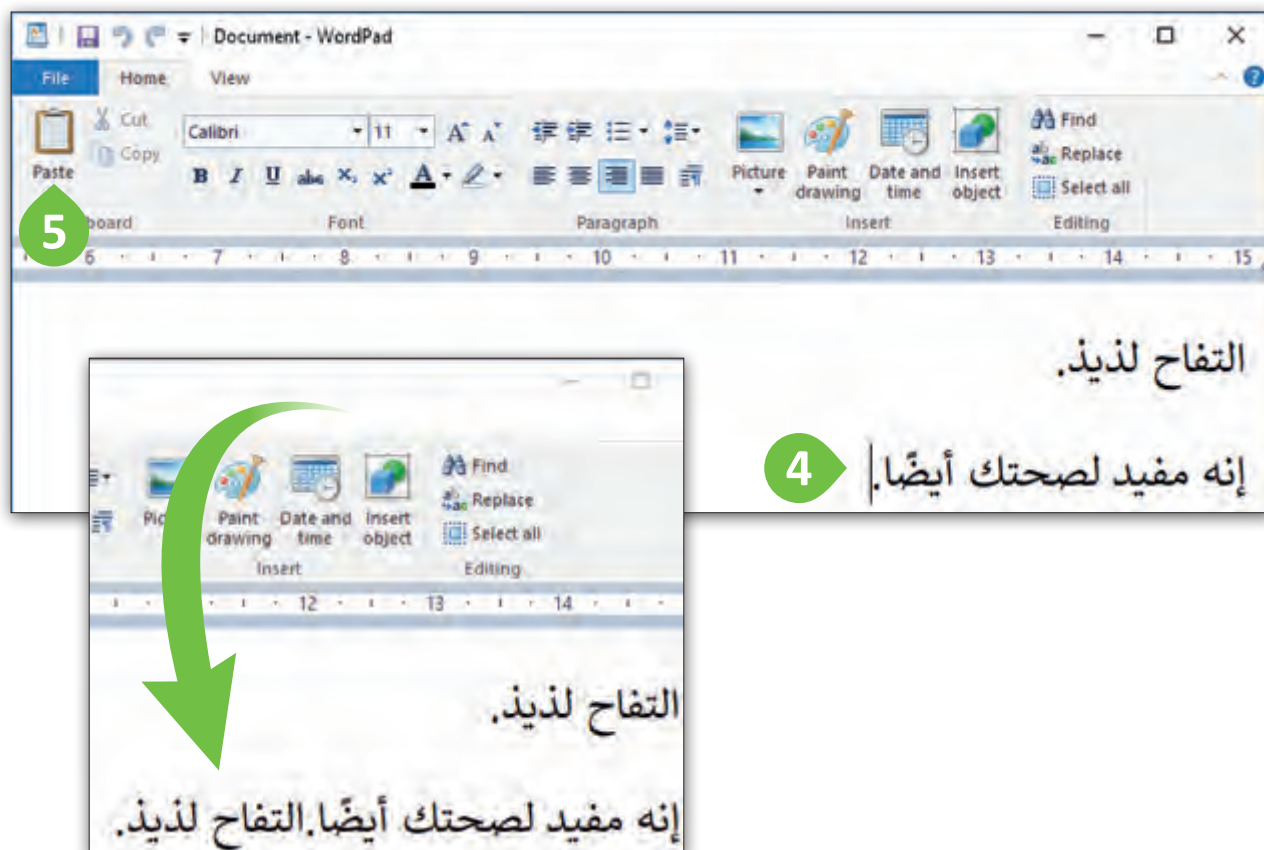 Document - WordPad
File Home View
Paste
Cut
Copy
Calibri 11
Find
Replace
Select all
Picture
Paint drawing
Date and time
Insert object
5
board Font Paragraph Insert Editing
6 7 8 9 10 11 12 13 14 15
التفاح لذيذ.
4
إنه مفيد لصحتك أيضًا.
Pic
Paint drawing
Date and time
Insert object
Find
Replace
Select all
Insert Editing
12 13 14
التفاح لذيذ.
إنه مفيد لصحتك أيضًا.التفاح لذيذ.